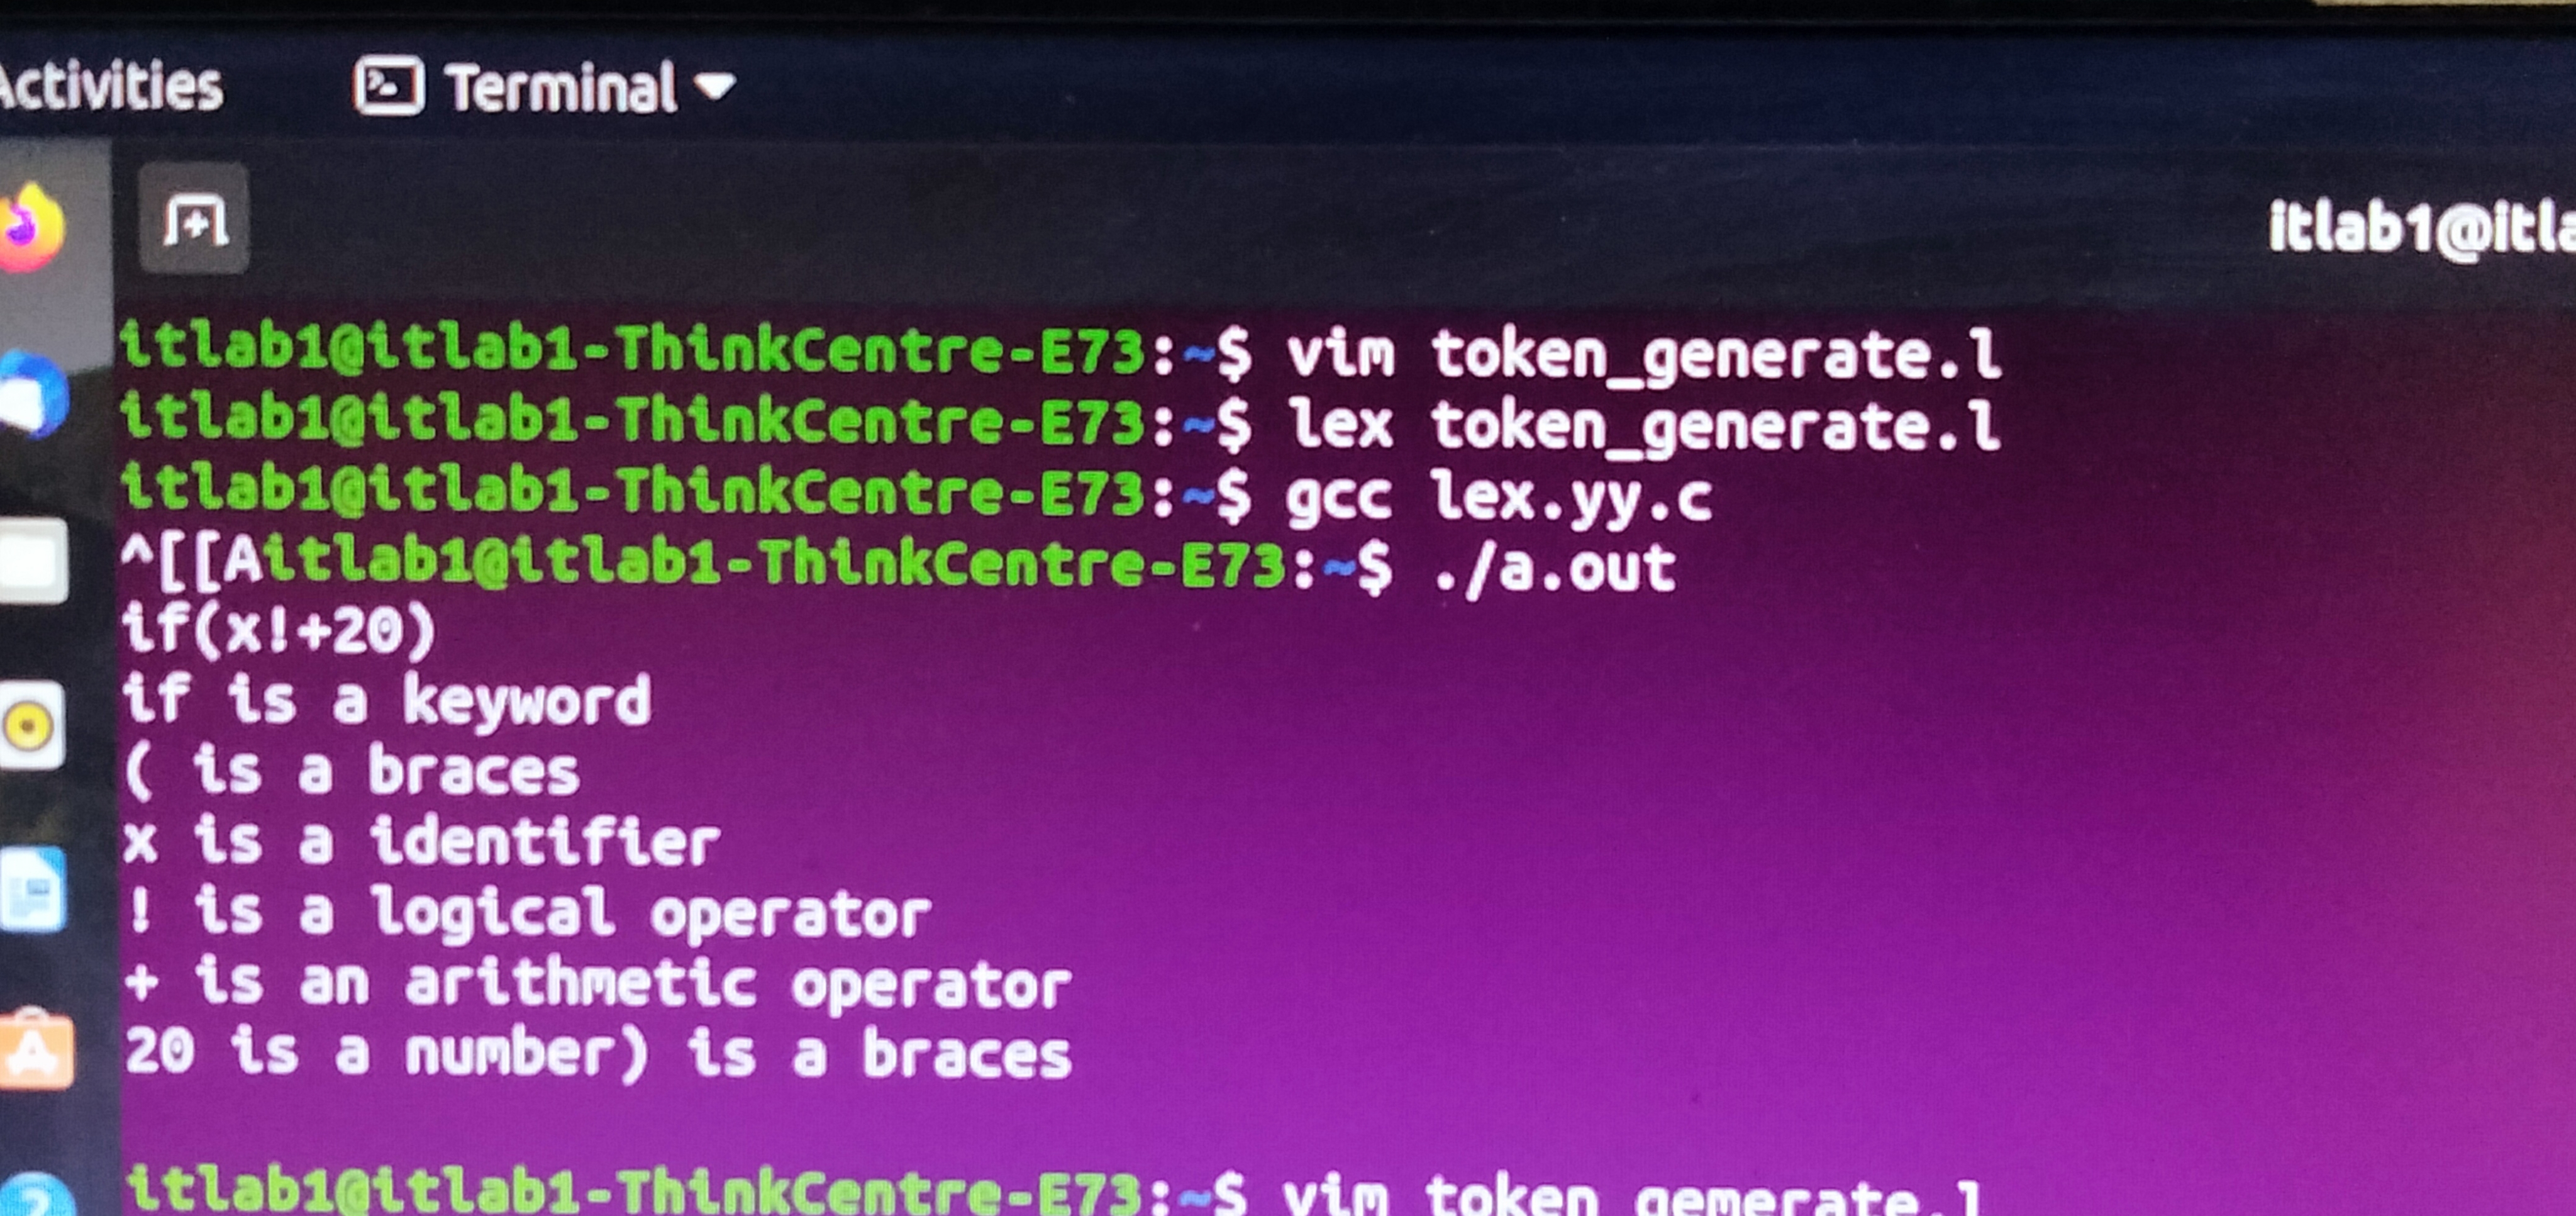 Activities
Terminal
itlab1@itla
itlab1@itlab1-ThinkCentre-E73:~$ vim token_generate.l
itlab1@itlab1-ThinkCentre-E73:~$ lex token_generate.l
itlab1@itlab1-ThinkCentre-E73:~$ gcc lex.yy.c
^[[Aitlab1@itlab1-ThinkCentre-E73:~$ ./a.out
if(x!+20)
if is a keyword
( is a braces
x is a identifier
! is a logical operator
+ is an arithmetic operator
20 is a number) is a braces
itlab1@itlab1-ThinkCentre-E73:~$ vim token_gemerate.l